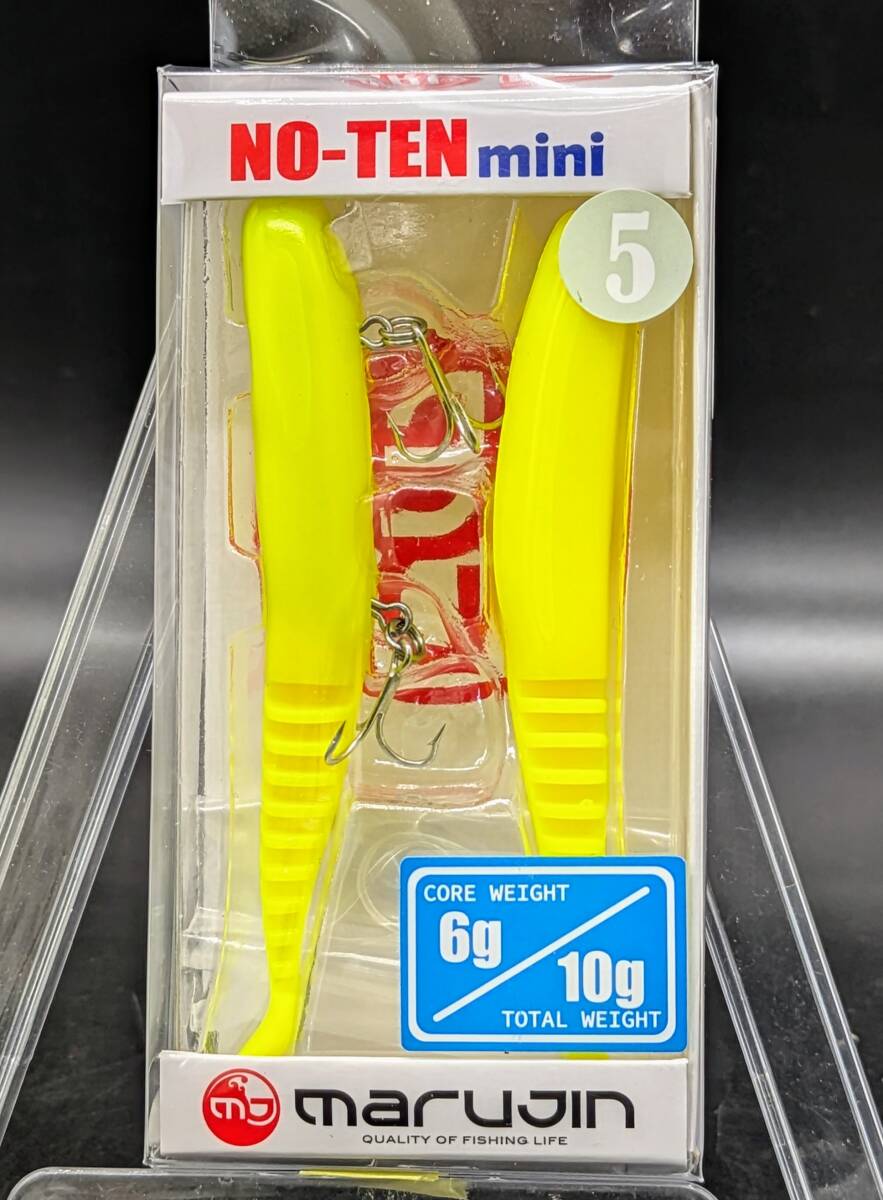 NO-TEN mini
5
CORE WEIGHT
6g
10g
TOTAL WEIGHT
marujin
QUALITY OF FISHING LIFE